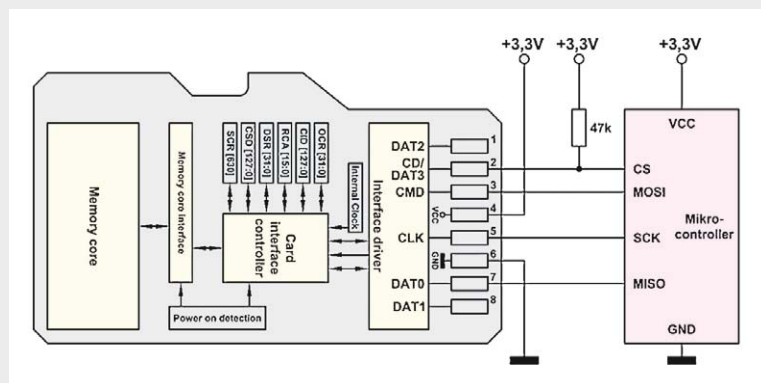 +3,3V
+3,3V
+3,3V
47k
VCC
CS
MOSI
Mikro-
controller
SCK
MISO
GND
Memory core
Memory core Interface
SCR [630]
CSD [127:0]
DSR [31:0]
RCA [15:0]
CID [127:0]
OCR [31:0]
Internal Clock
Card
interface
controller
Power on detection
Interface driver
DAT2
1
CD/
DAT3
2
CMD
3
VCC
4
CLK
5
GND
6
DAT0
7
DAT1
8